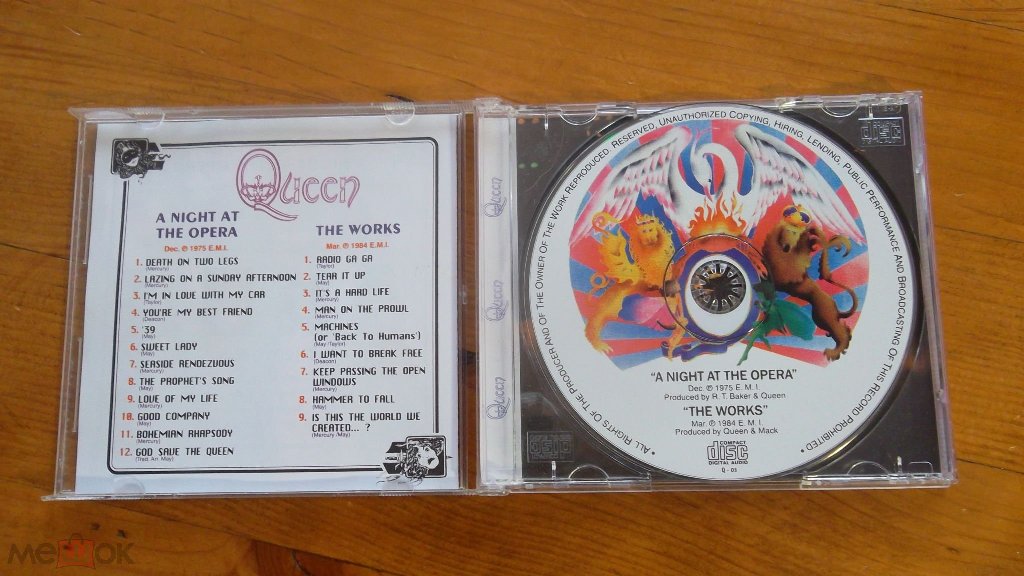 Queen
A NIGHT AT
THE OPERA
Dec. ℗ 1975 E.M.I.
1. DEATH ON TWO LEGS
(Mercury)
2. LAZING ON A SUNDAY AFTERNOON
(Mercury)
3. I'M IN LOVE WITH MY CAR
(Taylor)
4. YOU'RE MY BEST FRIEND
(Deacon)
5. '39
(May)
6. SWEET LADY
(May)
7. SEASIDE RENDEZVOUS
(Mercury)
8. THE PROPHET'S SONG
(May)
9. LOVE OF MY LIFE
(Mercury)
10. GOOD COMPANY
(May)
11. BOHEMIAN RHAPSODY
(Mercury)
12. GOD SAVE THE QUEEN
(Trad. Arr. May)
THE WORKS
Mar. ℗ 1984 E.M.I.
1. RADIO GA GA
(Taylor)
2. TEAR IT UP
(May)
3. IT'S A HARD LIFE
(Mercury)
4. MAN ON THE PROWL
(Mercury)
5. MACHINES
(or 'Back To Humans')
(May/Taylor)
6. I WANT TO BREAK FREE
(Deacon)
7. KEEP PASSING THE OPEN
WINDOWS
(Mercury)
8. HAMMER TO FALL
(May)
9. IS THIS THE WORLD WE
CREATED... ?
(Mercury/May)
Queen
Queen
Queen
Queen
• ALL RIGHTS OF THE PRODUCER AND OF THE OWNER OF THE WORK REPRODUCED, RESERVED, UNAUTHORIZED COPYING, HIRING, LENDING, PUBLIC PERFORMANCE AND BROADCASTING OF THIS RECORD PROHIBITED •
"A NIGHT AT THE OPERA"
Dec. ℗ 1975 E. M. I.
Produced by R. T. Baker & Queen
"THE WORKS"
Mar. ℗ 1984 E. M. I.
Produced by Queen & Mack
COMPACT
disc
DIGITAL AUDIO
Q - 05
disc
disc
мешок